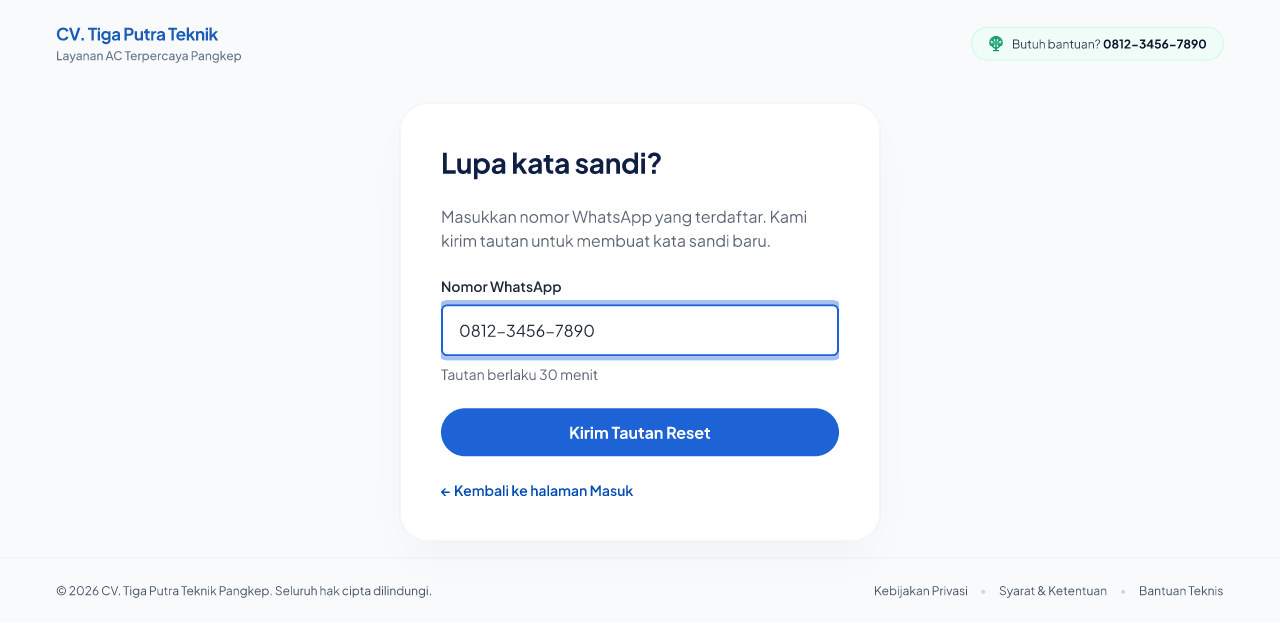 CV. Tiga Putra Teknik
Layanan AC Terpercaya Pangkep
Butuh bantuan? 0812-3456-7890
Lupa kata sandi?
Masukkan nomor WhatsApp yang terdaftar. Kami
kirim tautan untuk membuat kata sandi baru.
Nomor WhatsApp
0812-3456-7890
Tautan berlaku 30 menit
Kirim Tautan Reset
← Kembali ke halaman Masuk
© 2026 CV. Tiga Putra Teknik Pangkep. Seluruh hak cipta dilindungi.
Kebijakan Privasi • Syarat & Ketentuan • Bantuan Teknis